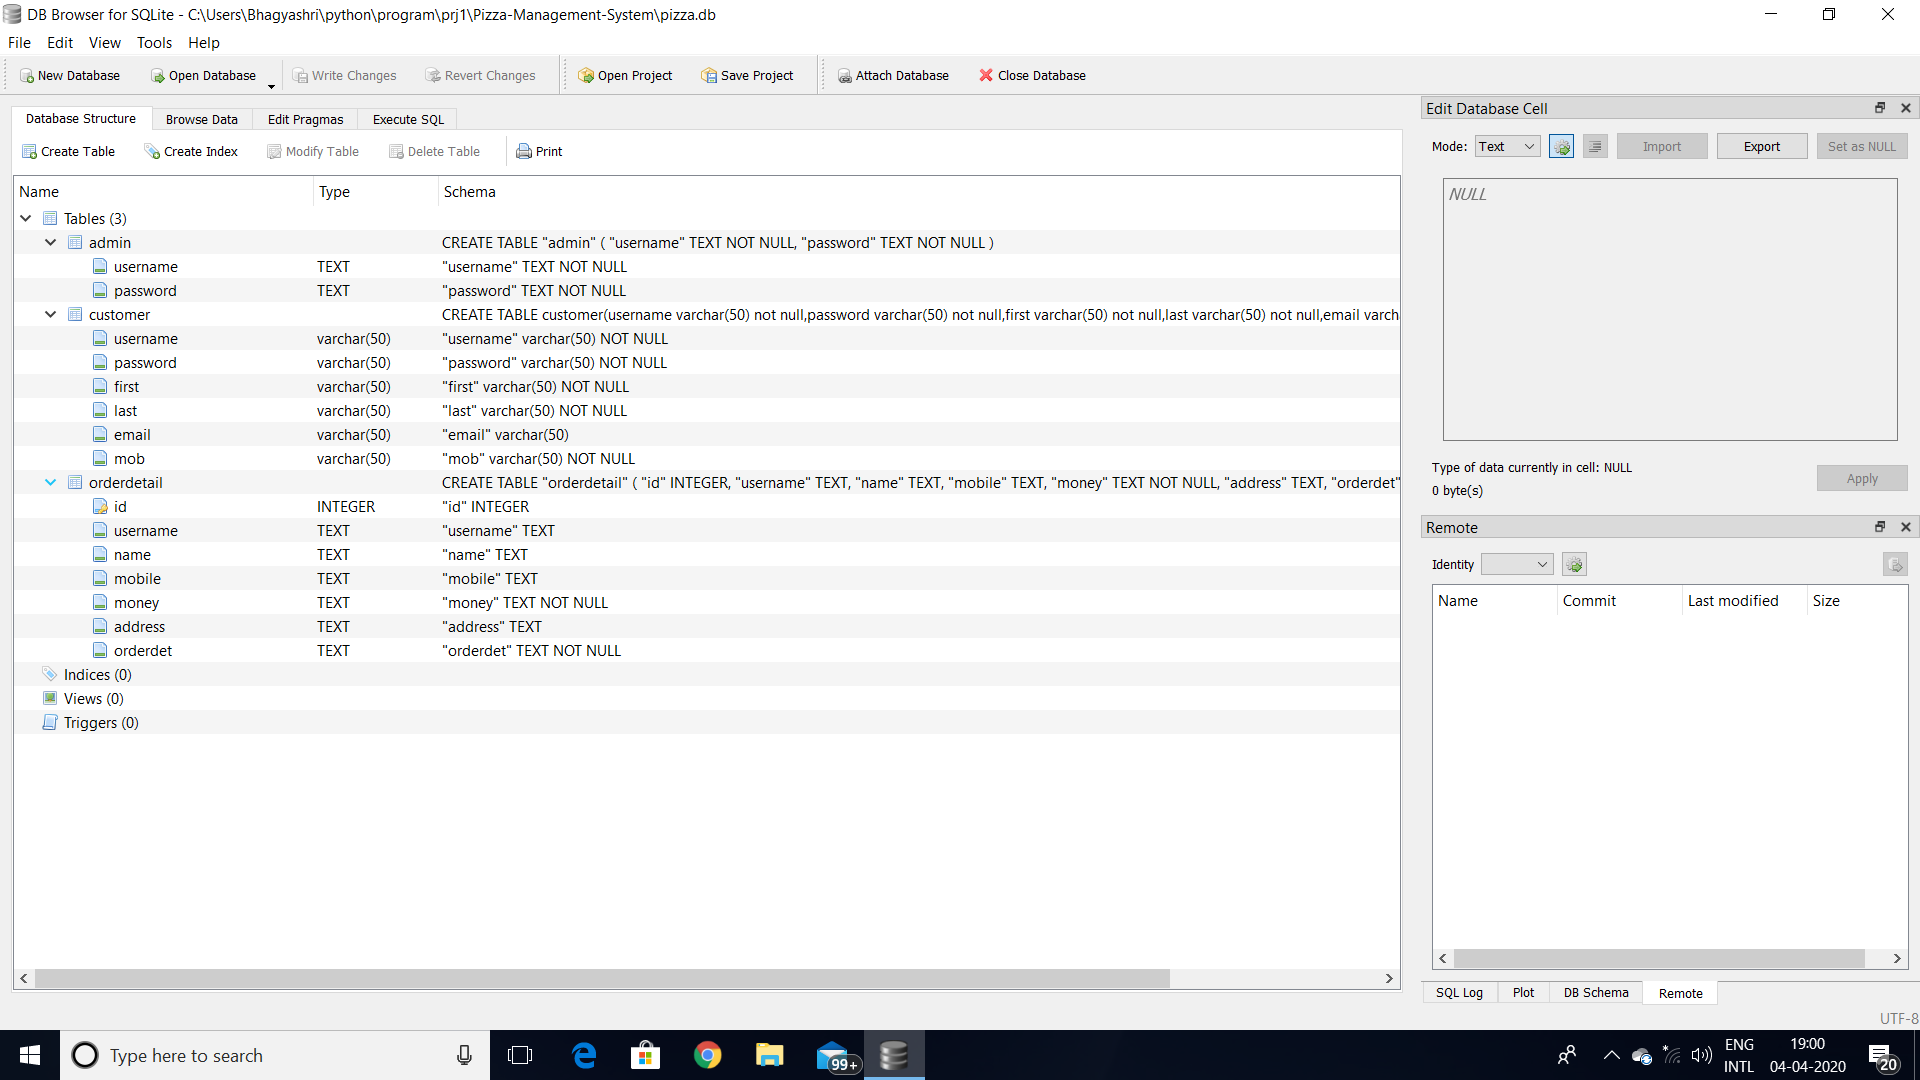 DB Browser for SQLite - C:\Users\Bhagyashri\python\program\prj1\Pizza-Management-System\pizza.db
File Edit View Tools Help
New Database Open Database Write Changes Revert Changes Open Project Save Project Attach Database Close Database
Database Structure Browse Data Edit Pragmas Execute SQL
Create Table Create Index Modify Table Delete Table Print
Name Type Schema
Tables (3)
admin CREATE TABLE "admin" ( "username" TEXT NOT NULL, "password" TEXT NOT NULL )
username TEXT "username" TEXT NOT NULL
password TEXT "password" TEXT NOT NULL
customer CREATE TABLE customer(username varchar(50) not null,password varchar(50) not null,first varchar(50) not null,last varchar(50) not null,email varch
username varchar(50) "username" varchar(50) NOT NULL
password varchar(50) "password" varchar(50) NOT NULL
first varchar(50) "first" varchar(50) NOT NULL
last varchar(50) "last" varchar(50) NOT NULL
email varchar(50) "email" varchar(50)
mob varchar(50) "mob" varchar(50) NOT NULL
orderdetail CREATE TABLE "orderdetail" ( "id" INTEGER, "username" TEXT, "name" TEXT, "mobile" TEXT, "money" TEXT NOT NULL, "address" TEXT, "orderdet"
id INTEGER "id" INTEGER
username TEXT "username" TEXT
name TEXT "name" TEXT
mobile TEXT "mobile" TEXT
money TEXT "money" TEXT NOT NULL
address TEXT "address" TEXT
orderdet TEXT "orderdet" TEXT NOT NULL
Indices (0)
Views (0)
Triggers (0)
Edit Database Cell
Mode: Text Import Export Set as NULL
NULL
Type of data currently in cell: NULL
0 byte(s)
Apply
Remote
Identity
Name Commit Last modified Size
SQL Log Plot DB Schema Remote
UTF-8
Type here to search
99+
ENG
INTL
19:00
04-04-2020
20